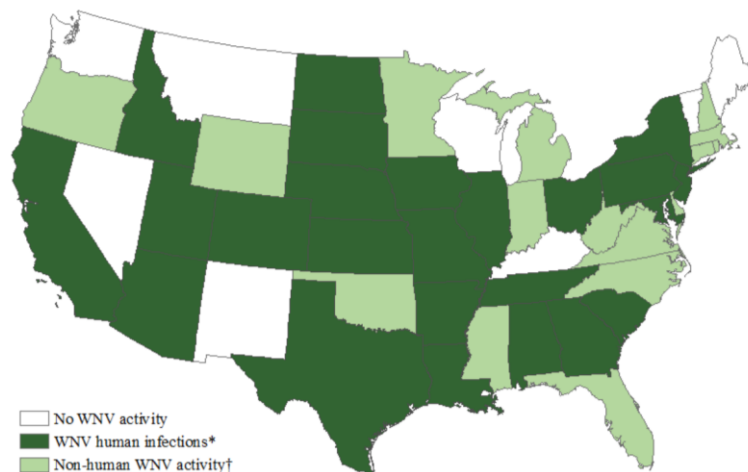 No WNV activity
WNV human infections*
Non-human WNV activity†